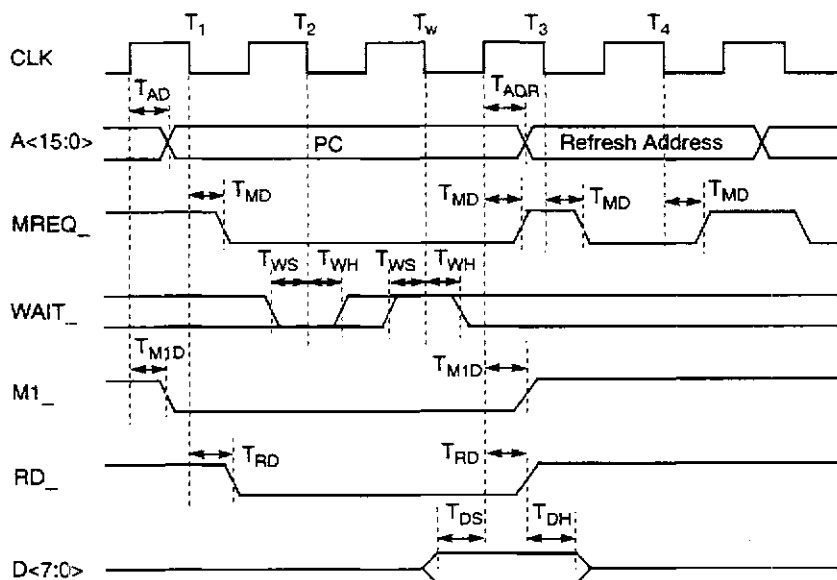 T1 T2 Tw T3 T4
CLK
TAD TADR
A<15:0> PC Refresh Address
TMD TMD TMD TMD
MREQ_
TWS TWH TWS TWH
WAIT_
TM1D TM1D
M1_
TRD TRD
RD_
TDS TDH
D<7:0>